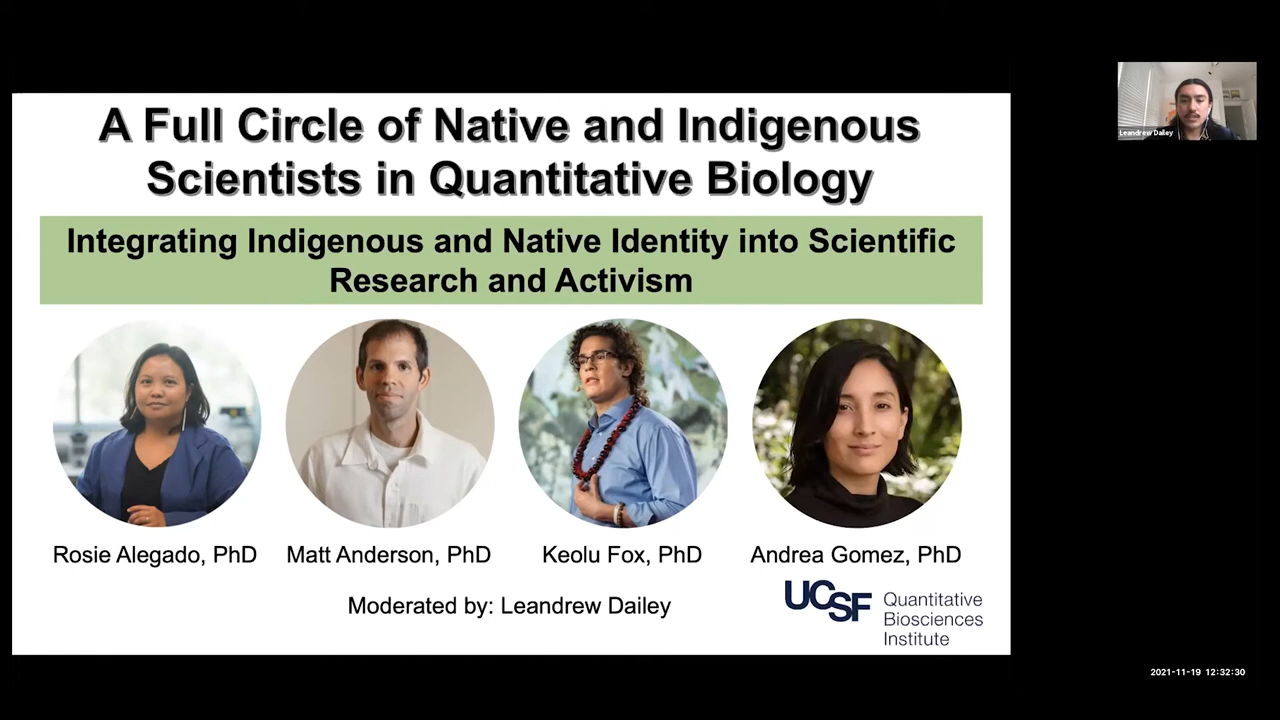 A Full Circle of Native and Indigenous
Scientists in Quantitative Biology
Integrating Indigenous and Native Identity into Scientific
Research and Activism
Rosie Alegado, PhD
Matt Anderson, PhD
Keolu Fox, PhD
Andrea Gomez, PhD
Moderated by: Leandrew Dailey
UCSF
Quantitative
Biosciences
Institute
Leandrew Dailey
2021-11-19 12:32:30